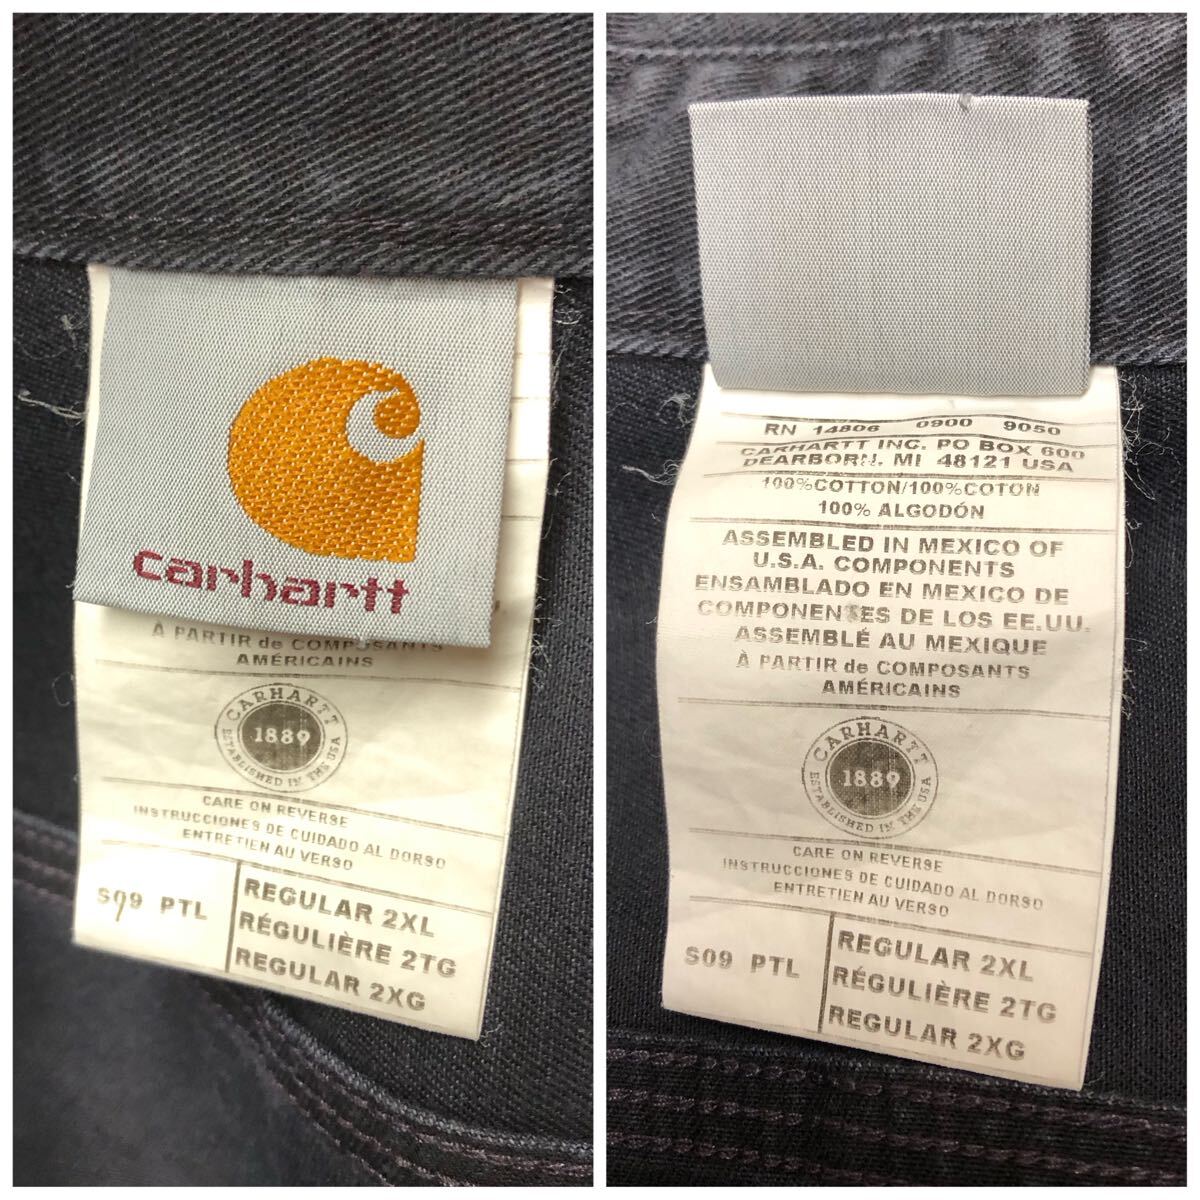 carhartt
À PARTIR de COMPOSANTS
AMÉRICAINS
CARHARTT
1889
ESTABLISHED IN THE USA
CARE ON REVERSE
INSTRUCCIONES DE CUIDADO AL DORSO
ENTRETIEN AU VERSO
S09 PTL
REGULAR 2XL
RÉGULIÈRE 2TG
REGULAR 2XG
RN 14806 0900 9050
CARHARTT INC. PO BOX 600
DEARBORN, MI 48121 USA
100%COTTON/100%COTON
100% ALGODÓN
ASSEMBLED IN MEXICO OF
U.S.A. COMPONENTS
ENSAMBLADO EN MEXICO DE
COMPONENTES DE LOS EE.UU.
ASSEMBLÉ AU MEXIQUE
À PARTIR de COMPOSANTS
AMÉRICAINS
CARHARTT
1889
ESTABLISHED IN THE USA
CARE ON REVERSE
INSTRUCCIONES DE CUIDADO AL DORSO
ENTRETIEN AU VERSO
S09 PTL
REGULAR 2XL
RÉGULIÈRE 2TG
REGULAR 2XG